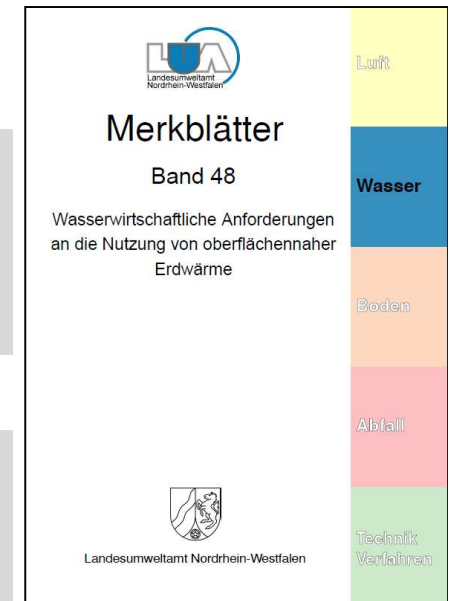 LUA
Landesumweltamt
Nordrhein-Westfalen
Merkblätter
Band 48
Wasserwirtschaftliche Anforderungen
an die Nutzung von oberflächennaher
Erdwärme
Landesumweltamt Nordrhein-Westfalen
Luft
Wasser
Boden
Abfall
Technik
Verfahren